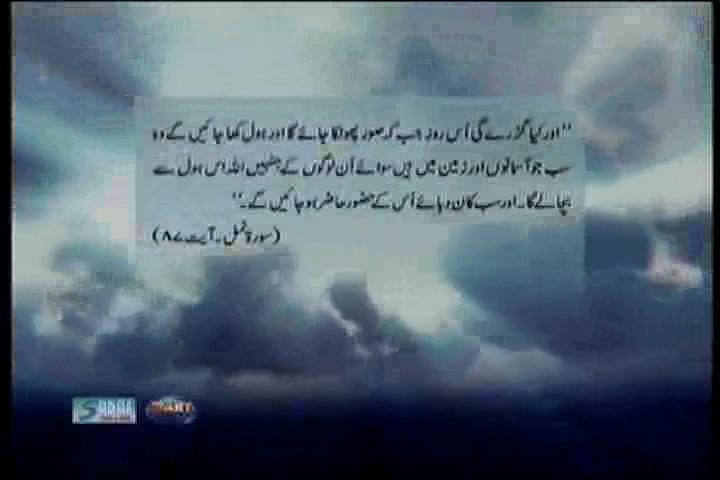 "اور کیا گزرے گی اُس روز جب کہ صور پھونکا جائے گا اور ہول کھا جائیں گے وہ
سب جو آسمانوں اور زمین میں ہیں سوائے اُن لوگوں کے جنہیں اللہ اس ہول سے
بچالے گا۔ اور سب کان دبائے اُس کے حضور حاضر ہو جائیں گے۔"
(سورۃ نمل۔ آیت ۸۷)